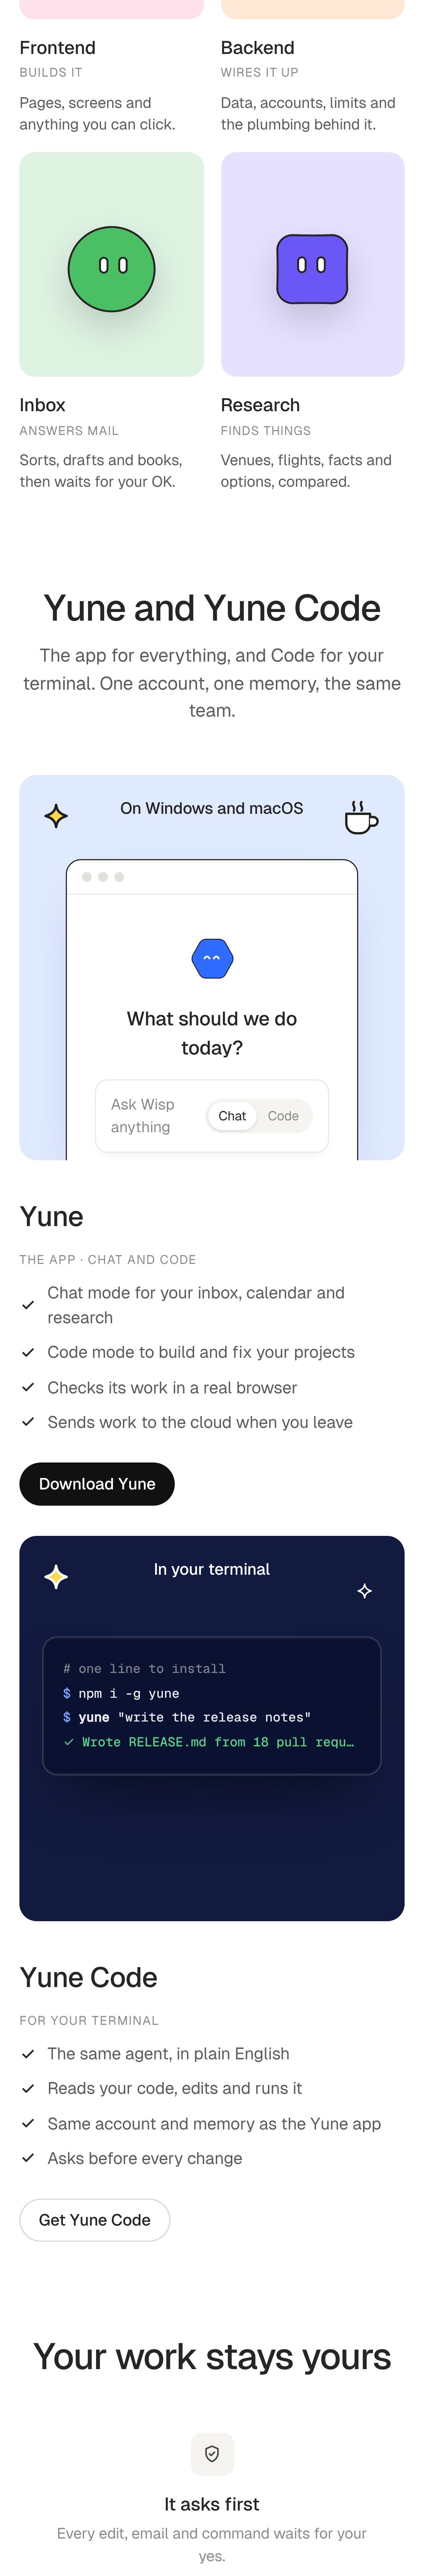 Frontend
BUILDS IT
Pages, screens and
anything you can click.
Backend
WIRES IT UP
Data, accounts, limits and
the plumbing behind it.
Inbox
ANSWERS MAIL
Sorts, drafts and books,
then waits for your OK.
Research
FINDS THINGS
Venues, flights, facts and
options, compared.
Yune and Yune Code
The app for everything, and Code for your
terminal. One account, one memory, the same
team.
On Windows and macOS
What should we do
today?
Ask Wisp
anything
Chat
Code
Yune
THE APP · CHAT AND CODE
Chat mode for your inbox, calendar and
research
Code mode to build and fix your projects
Checks its work in a real browser
Sends work to the cloud when you leave
Download Yune
In your terminal
# one line to install
$ npm i -g yune
$ yune "write the release notes"
✓ Wrote RELEASE.md from 18 pull requ…
Yune Code
FOR YOUR TERMINAL
The same agent, in plain English
Reads your code, edits and runs it
Same account and memory as the Yune app
Asks before every change
Get Yune Code
Your work stays yours
It asks first
Every edit, email and command waits for your
yes.